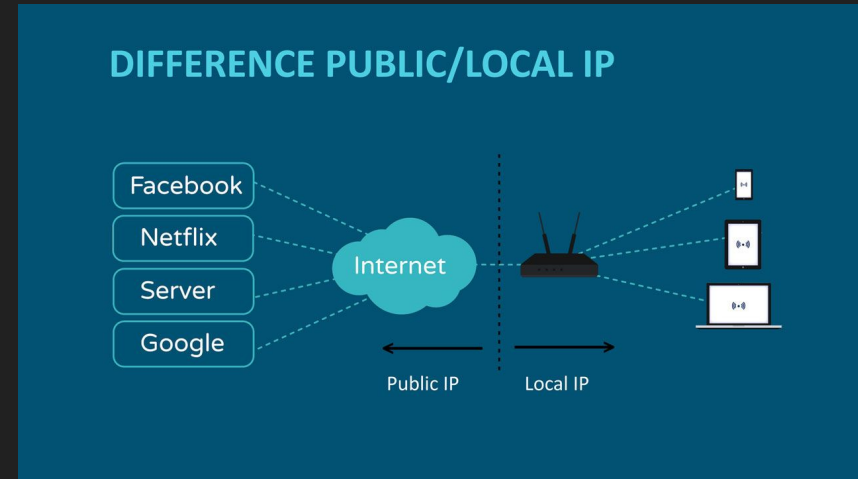 DIFFERENCE PUBLIC/LOCAL IP
Facebook
Netflix
Server
Google
Internet
Public IP
Local IP